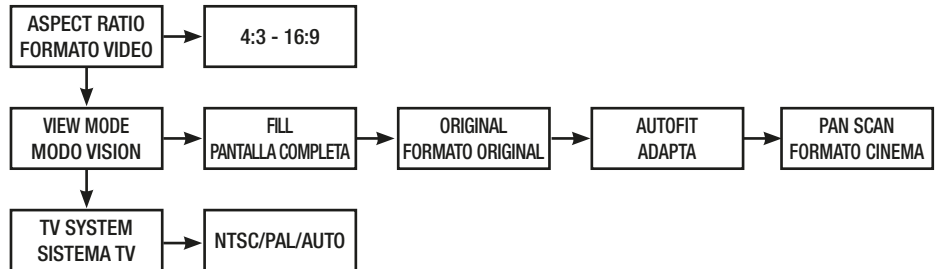 ASPECT RATIO
FORMATO VIDEO
4:3 - 16:9
VIEW MODE
MODO VISION
FILL
PANTALLA COMPLETA
ORIGINAL
FORMATO ORIGINAL
AUTOFIT
ADAPTA
PAN SCAN
FORMATO CINEMA
TV SYSTEM
SISTEMA TV
NTSC/PAL/AUTO